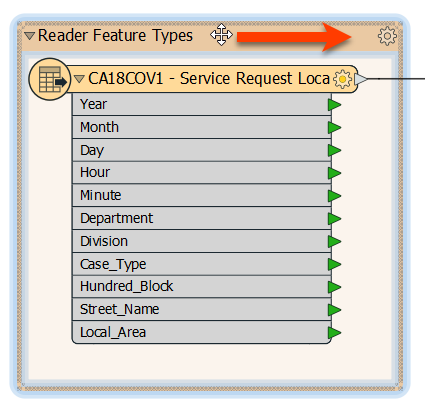 Reader Feature Types
CA18COV1 - Service Request Loca
Year
Month
Day
Hour
Minute
Department
Division
Case_Type
Hundred_Block
Street_Name
Local_Area